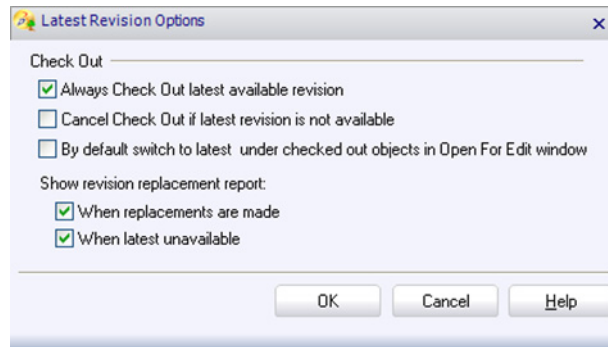 Latest Revision Options
Check Out
Always Check Out latest available revision
Cancel Check Out if latest revision is not available
By default switch to latest under checked out objects in Open For Edit window
Show revision replacement report:
When replacements are made
When latest unavailable
OK Cancel Help